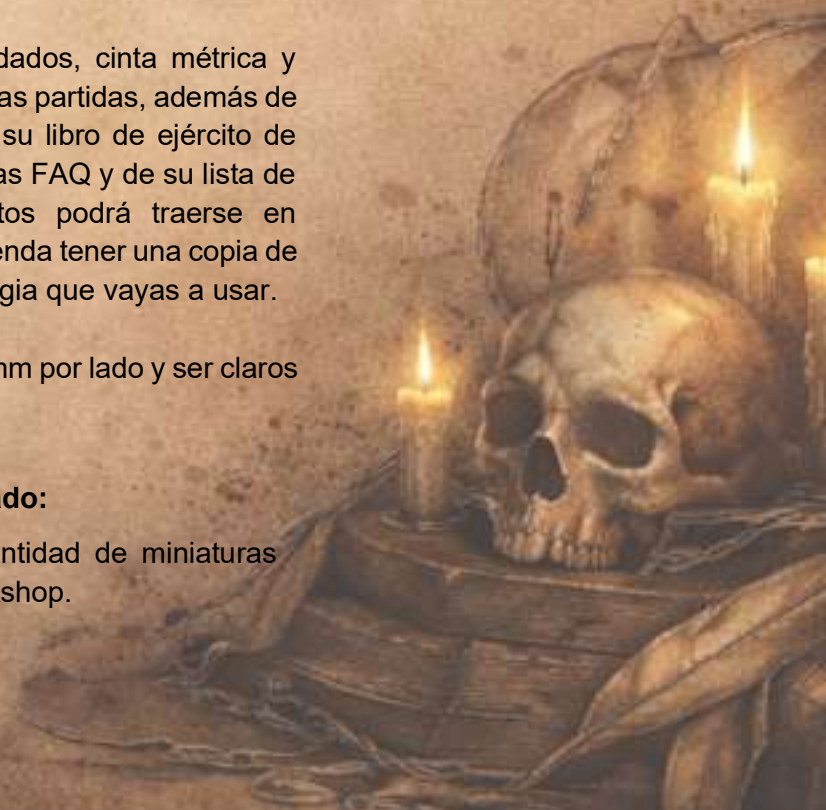 dados, cinta métrica y
as partidas, además de
su libro de ejército de
as FAQ y de su lista de
tos podrá traerse en
enda tener una copia de
gia que vayas a usar.
nm por lado y ser claros
ado:
ntidad de miniaturas
shop.